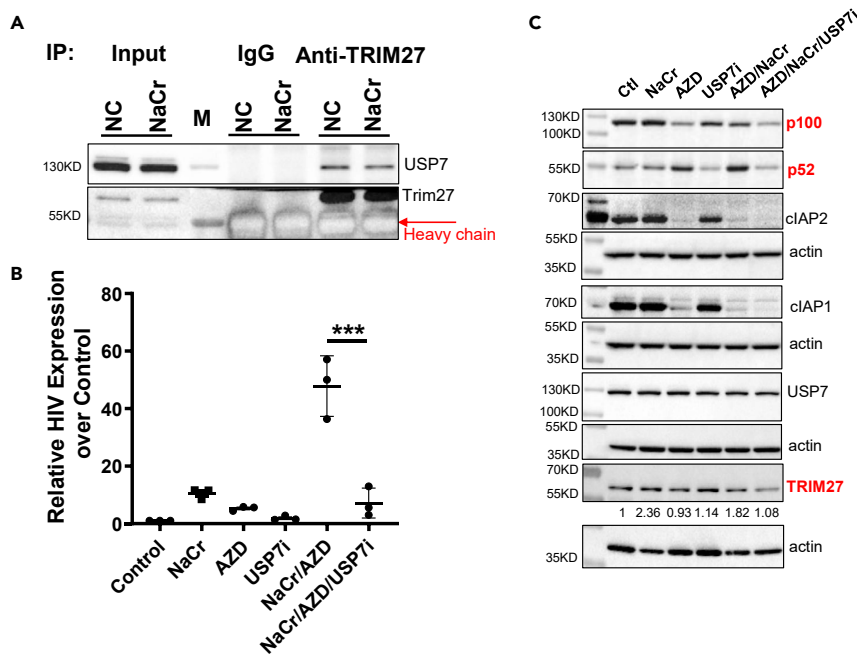 A
IP: Input IgG Anti-TRIM27
NC NaCr M NC NaCr NC NaCr
130KD USP7
Trim27
55KD
Heavy chain
B
Relative HIV Expression
over Control
80
60
40
20
0
***
Control NaCr AZD USP7i NaCr/AZD NaCr/AZD/USP7i
C
Ctl NaCr AZD USP7i AZD/NaCr AZD/NaCr/USP7i
130KD p100
100KD
55KD p52
70KD
cIAP2
55KD
actin
35KD
70KD cIAP1
55KD
actin
35KD
130KD USP7
100KD
55KD
actin
35KD
70KD
TRIM27
55KD
1 2.36 0.93 1.14 1.82 1.08
actin
35KD